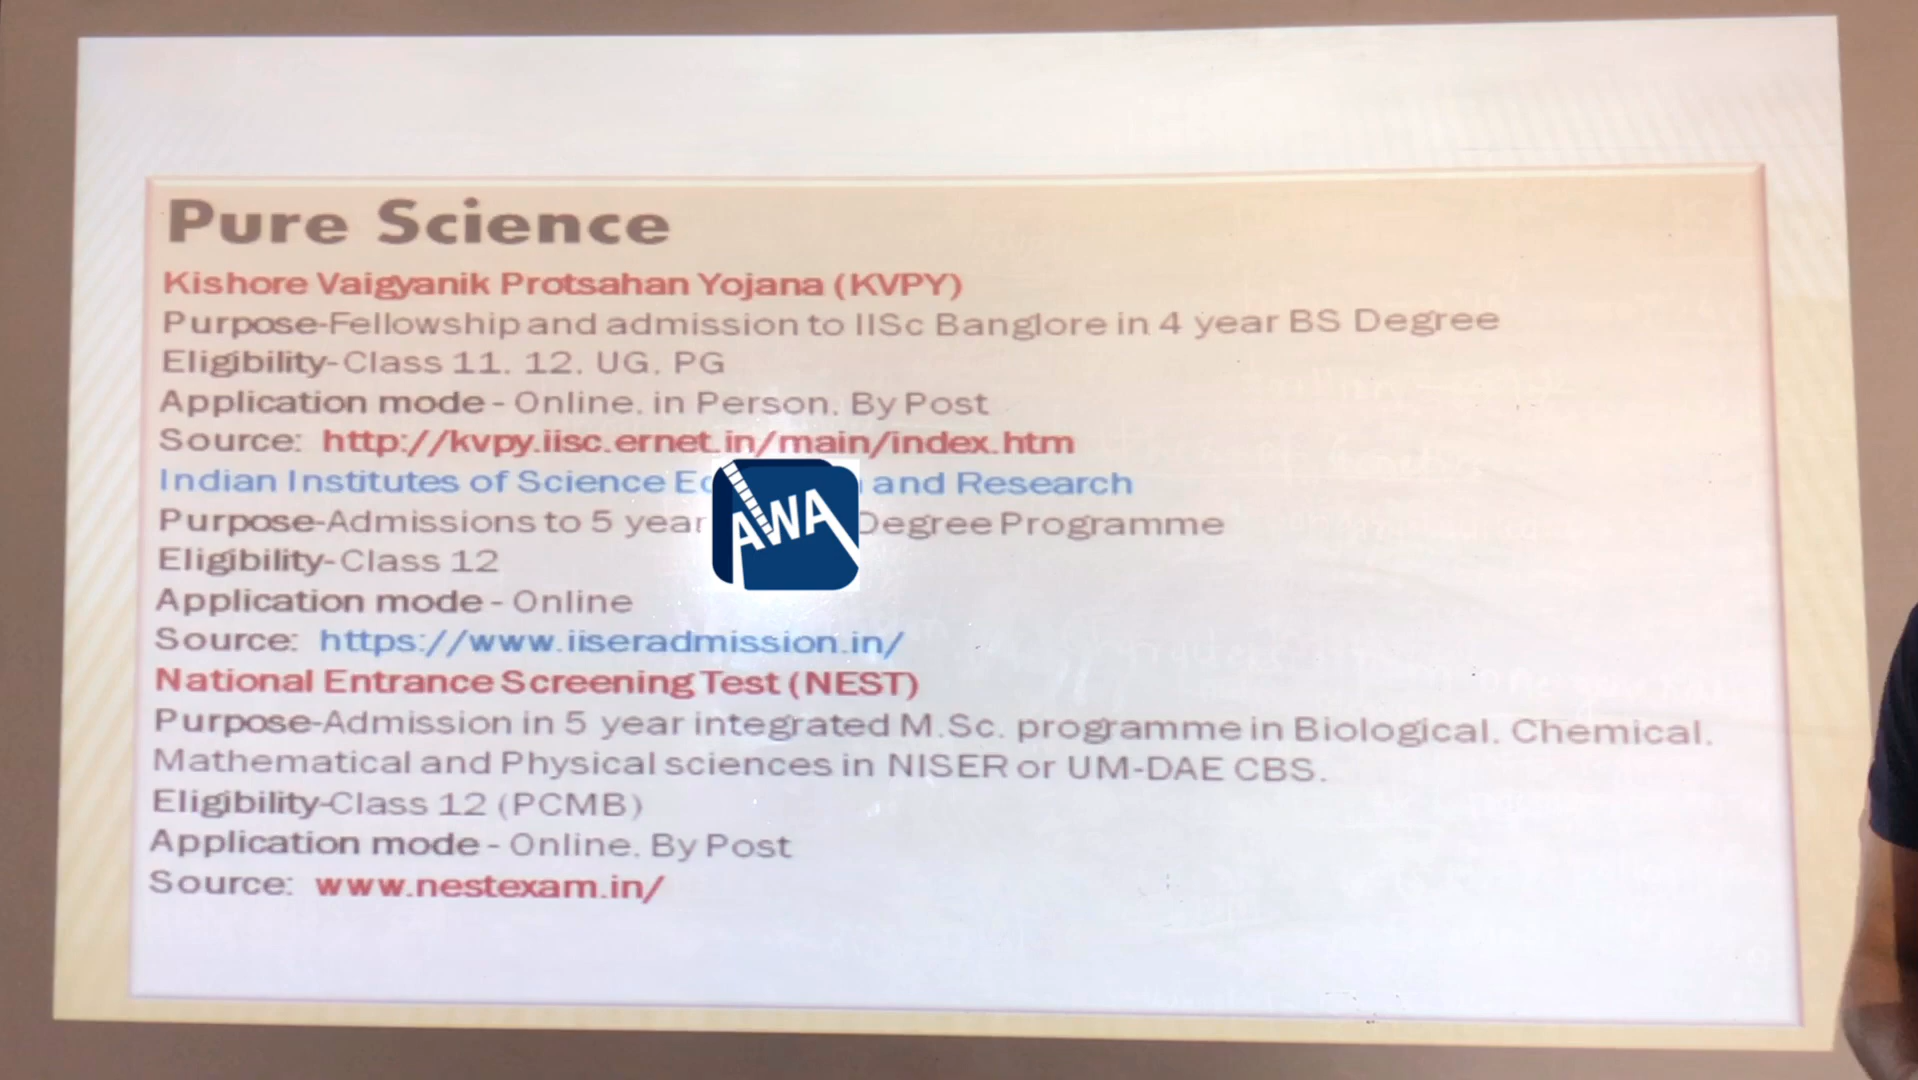 Pure Science
Kishore Vaigyanik Protsahan Yojana (KVPY)
Purpose-Fellowship and admission to IISc Banglore in 4 year BS Degree
Eligibility-Class 11, 12, UG, PG
Application mode - Online, in Person, By Post
Source: http://kvpy.iisc.ernet.in/main/index.htm
Indian Institutes of Science and Research
Purpose-Admissions to 5 year Degree Programme
AWA
Eligibility-Class 12
Application mode - Online
Source: https://www.iiseradmission.in/
National Entrance Screening Test (NEST)
Purpose-Admission in 5 year integrated M.Sc. programme in Biological, Chemical,
Mathematical and Physical sciences in NISER or UM-DAE CBS.
Eligibility-Class 12 (PCMB)
Application mode - Online, By Post
Source: www.nestexam.in/